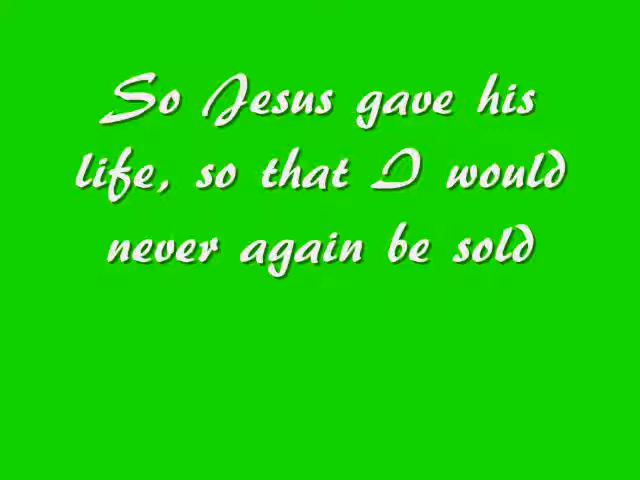 So Jesus gave his
life, so that I would
never again be sold